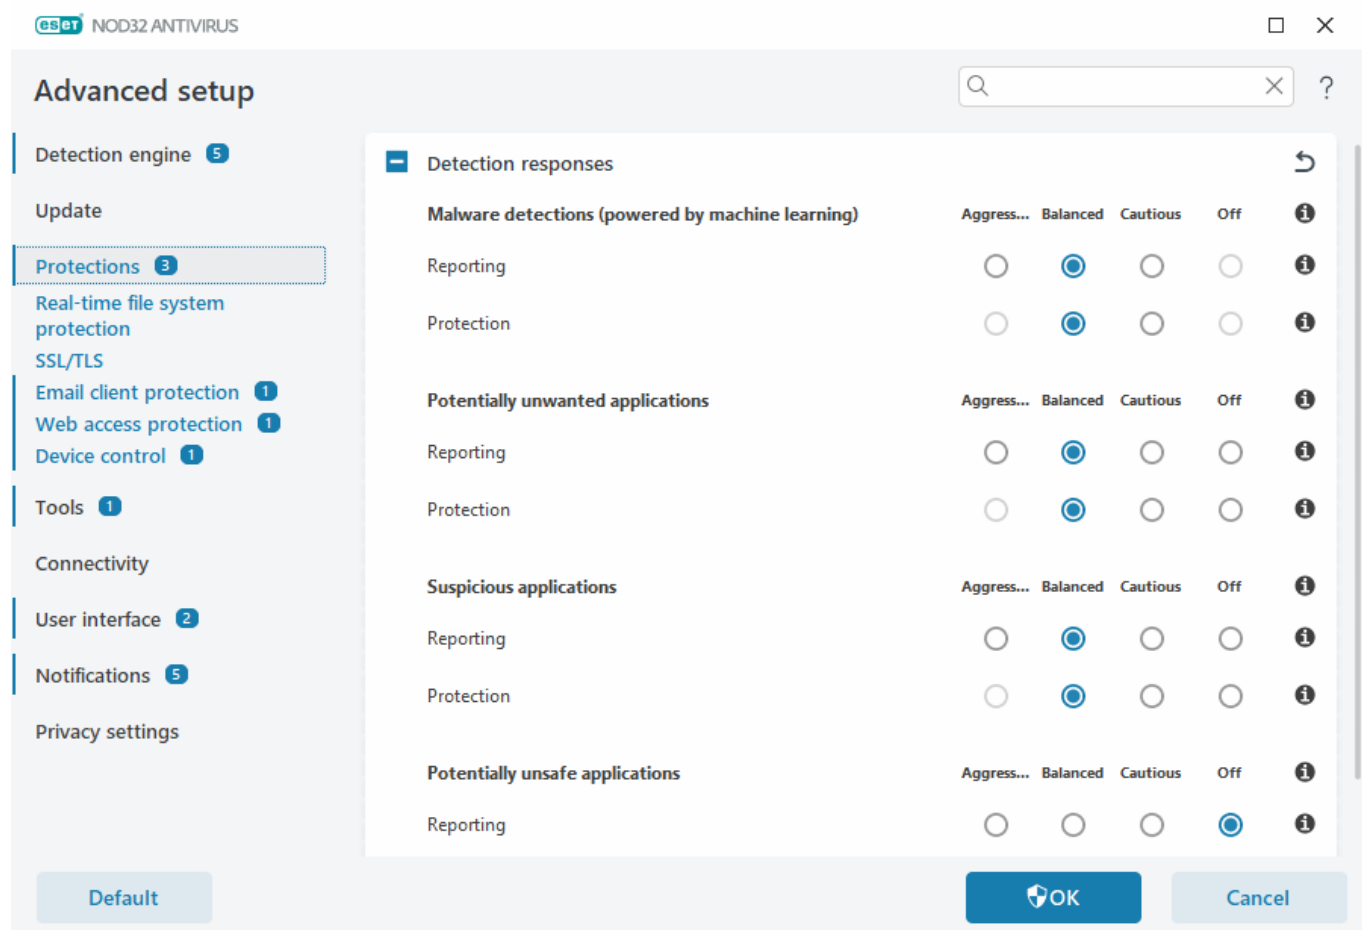 eset NOD32 ANTIVIRUS
Advanced setup
?
Detection engine 5
Update
Protections 3
Real-time file system
protection
SSL/TLS
Email client protection 1
Web access protection 1
Device control 1
Tools 1
Connectivity
User interface 2
Notifications 5
Privacy settings
Detection responses
Malware detections (powered by machine learning) Aggress... Balanced Cautious Off
Reporting
Protection
Potentially unwanted applications Aggress... Balanced Cautious Off
Reporting
Protection
Suspicious applications Aggress... Balanced Cautious Off
Reporting
Protection
Potentially unsafe applications Aggress... Balanced Cautious Off
Reporting
Default
OK
Cancel